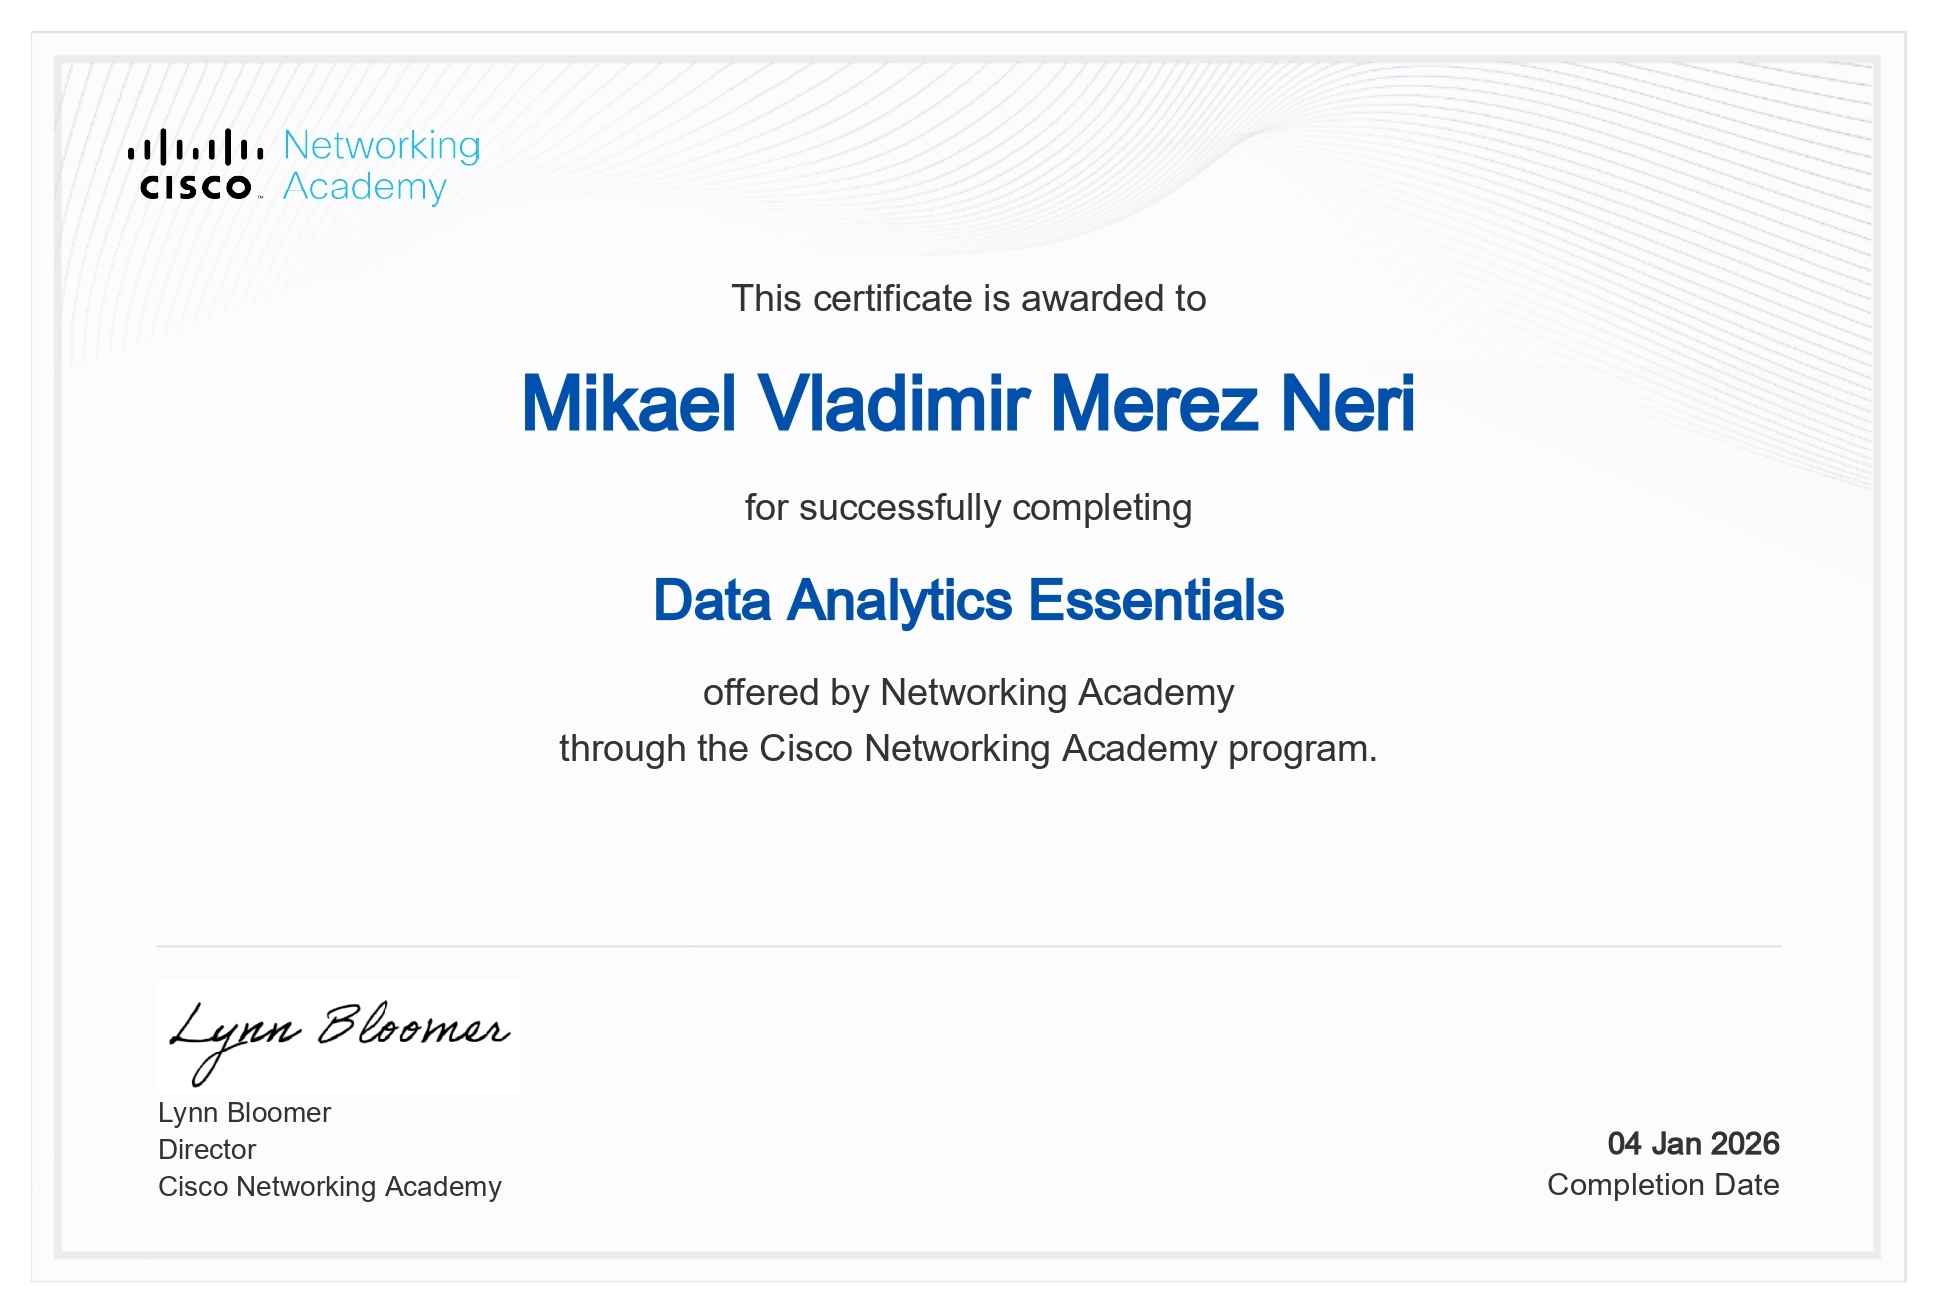 Networking
CISCO™ Academy
This certificate is awarded to
Mikael Vladimir Merez Neri
for successfully completing
Data Analytics Essentials
offered by Networking Academy
through the Cisco Networking Academy program.
Lynn Bloomer
Lynn Bloomer
Director
Cisco Networking Academy
04 Jan 2026
Completion Date